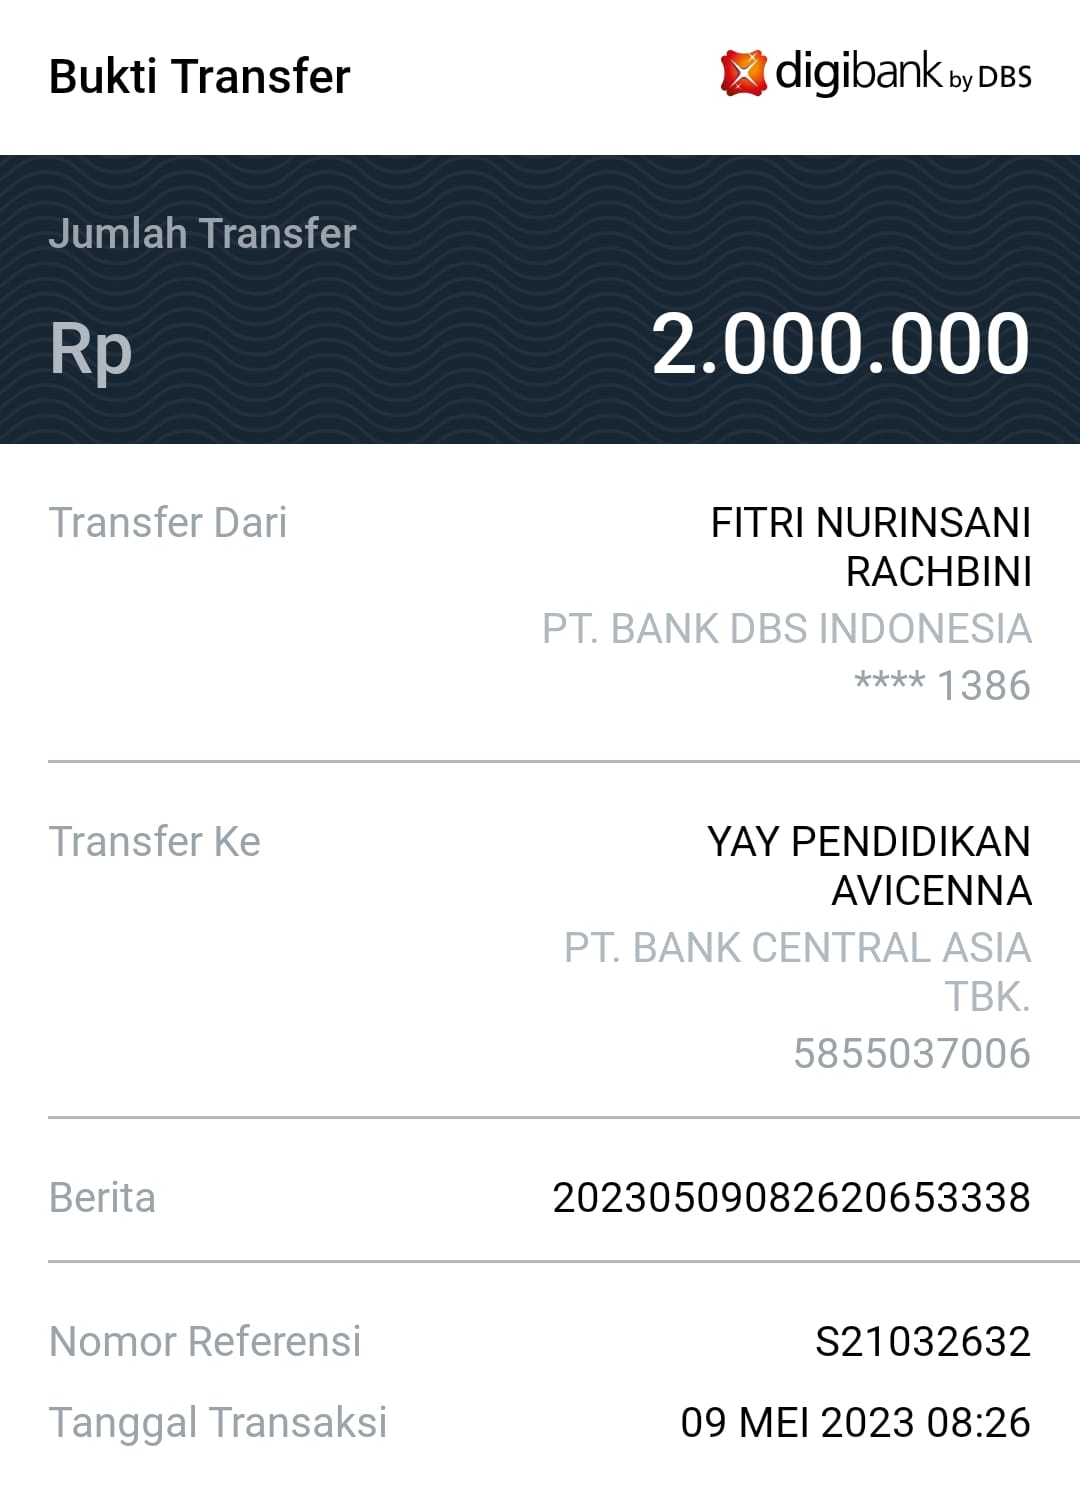 Bukti Transfer
digibank by DBS
Jumlah Transfer
Rp 2.000.000
Transfer Dari FITRI NURINSANI
RACHBINI
PT. BANK DBS INDONESIA
**** 1386
Transfer Ke YAY PENDIDIKAN
AVICENNA
PT. BANK CENTRAL ASIA
TBK.
5855037006
Berita 20230509082620653338
Nomor Referensi S21032632
Tanggal Transaksi 09 MEI 2023 08:26